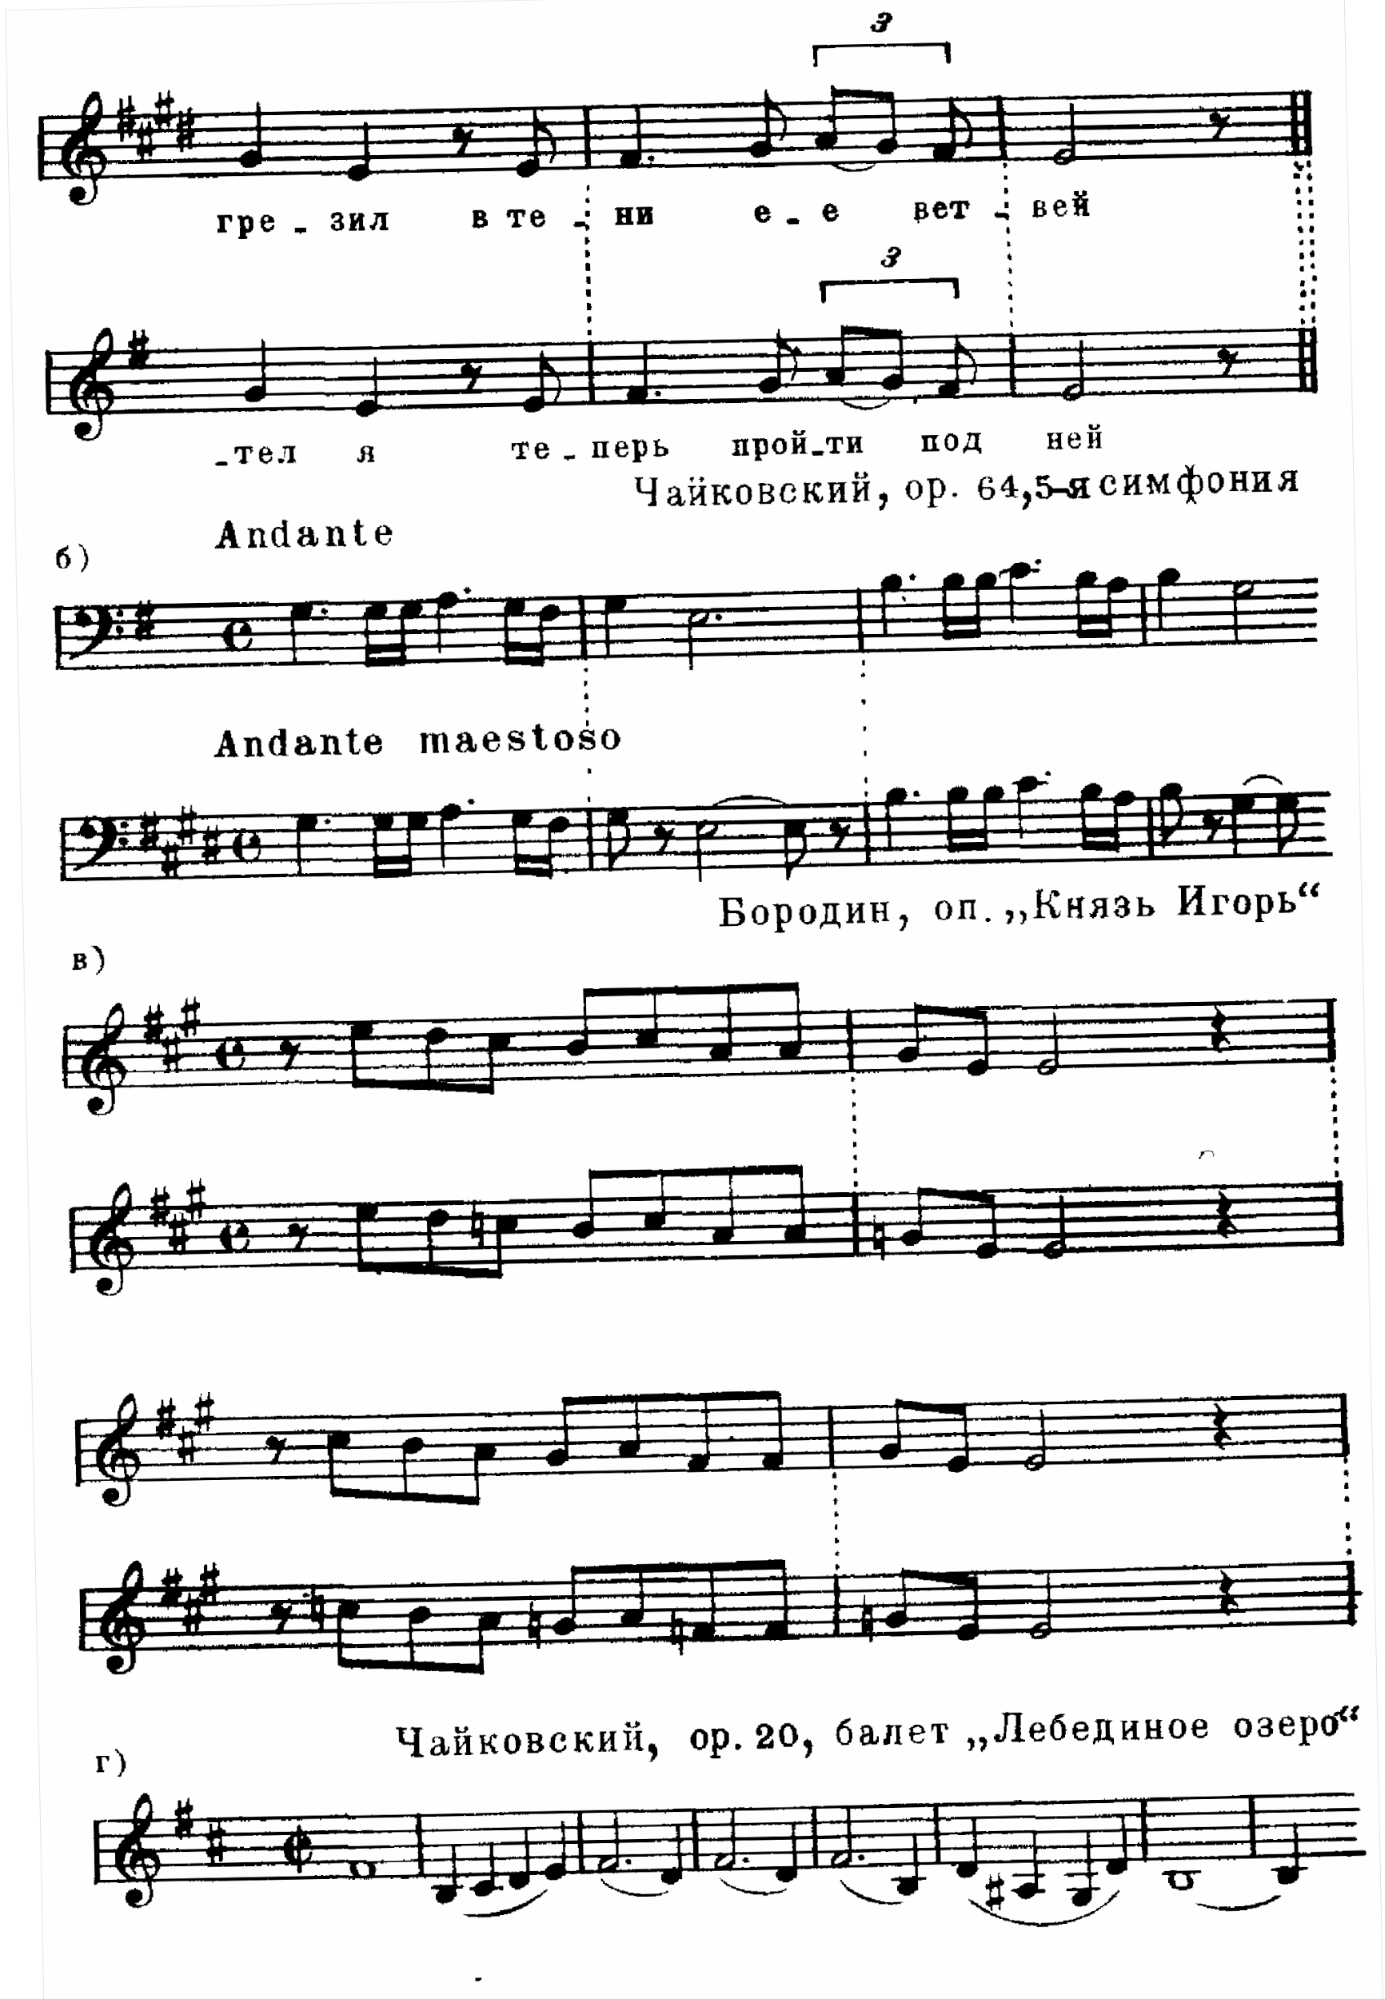 3
гре - зил в те - ни е - е вет - вей
3
-тел я те - перь прой-ти под ней
Чайковский, ор. 64, 5-я симфония
Andante
б)
Andante maestoso
Бородин, оп. „Князь Игорь“
в)
Чайковский, ор. 20, балет „Лебединое озеро“
г)